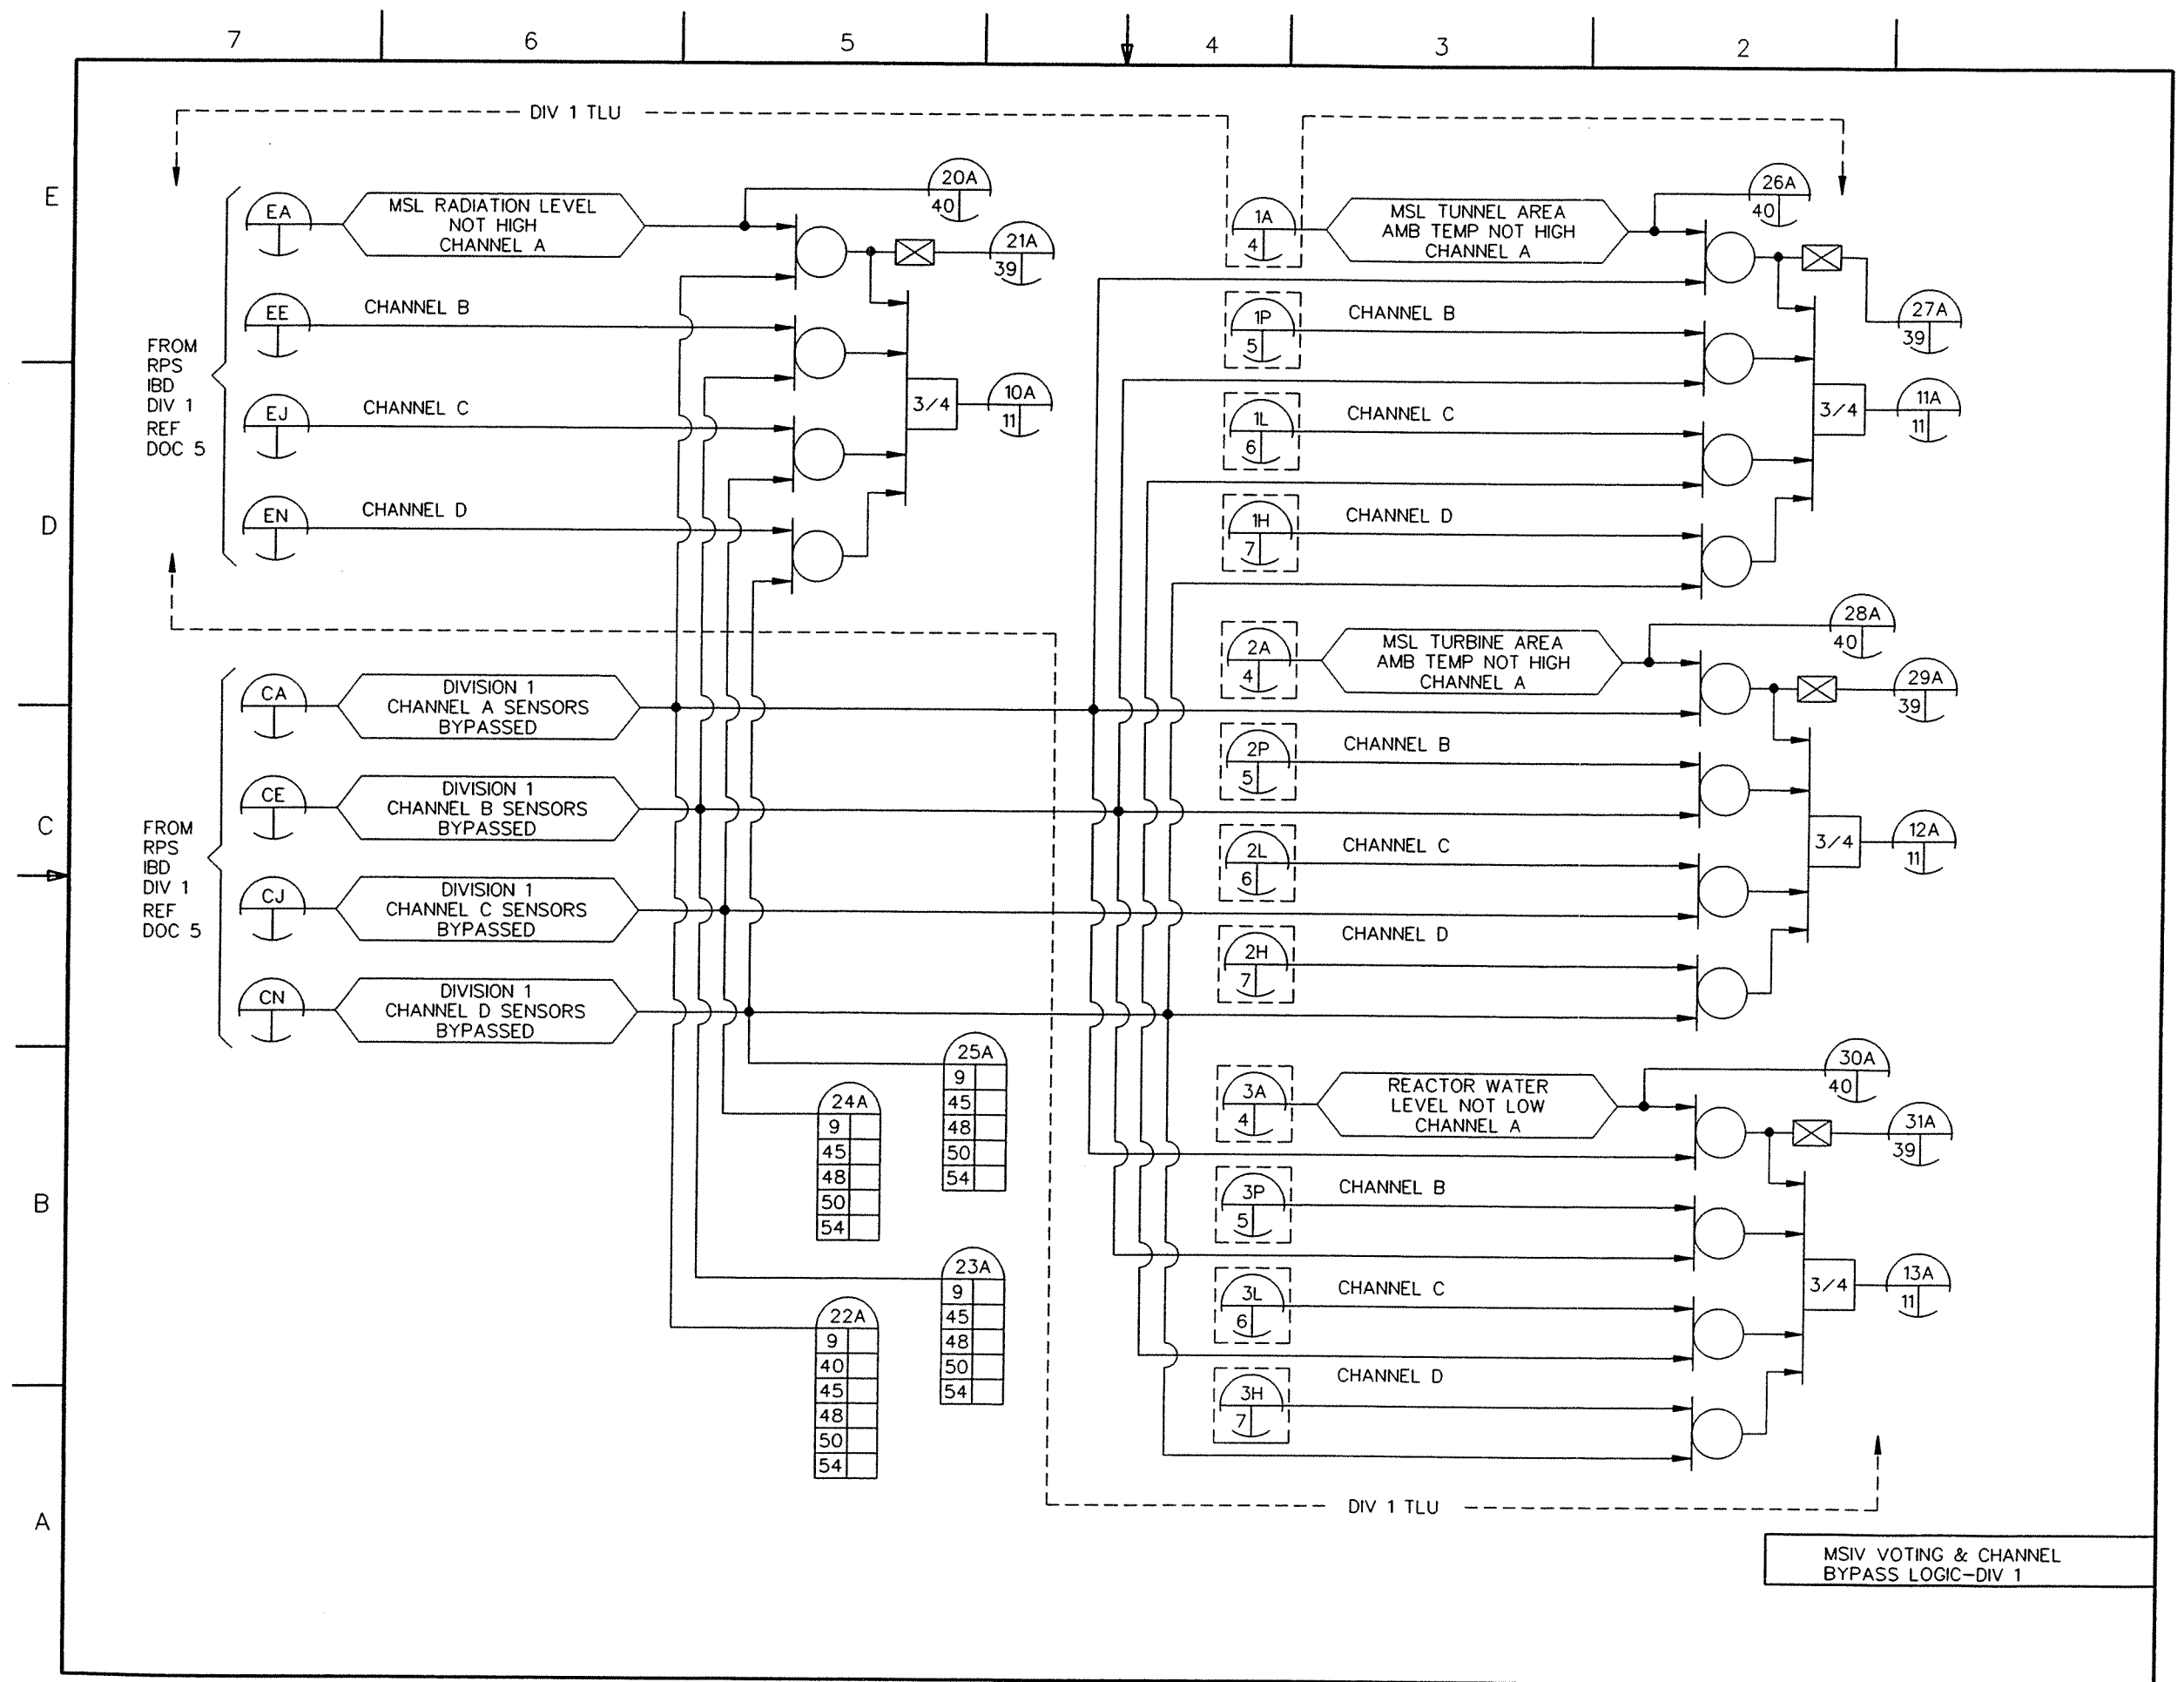 7
6
5
4
3
2
E
D
C
B
A
DIV 1 TLU
FROM
RPS
IBD
DIV 1
REF
DOC 5
EA
MSL RADIATION LEVEL
NOT HIGH
CHANNEL A
20A
40
21A
39
EE
CHANNEL B
EJ
CHANNEL C
3/4
10A
11
EN
CHANNEL D
FROM
RPS
IBD
DIV 1
REF
DOC 5
CA
DIVISION 1
CHANNEL A SENSORS
BYPASSED
CE
DIVISION 1
CHANNEL B SENSORS
BYPASSED
CJ
DIVISION 1
CHANNEL C SENSORS
BYPASSED
CN
DIVISION 1
CHANNEL D SENSORS
BYPASSED
25A
9
45
48
50
54
24A
9
45
48
50
54
23A
9
45
48
50
54
22A
9
40
45
48
50
54
1A
4
MSL TUNNEL AREA
AMB TEMP NOT HIGH
CHANNEL A
26A
40
27A
39
1P
5
CHANNEL B
1L
6
CHANNEL C
3/4
11A
11
1H
7
CHANNEL D
2A
4
MSL TURBINE AREA
AMB TEMP NOT HIGH
CHANNEL A
28A
40
29A
39
2P
5
CHANNEL B
2L
6
CHANNEL C
3/4
12A
11
2H
7
CHANNEL D
3A
4
REACTOR WATER
LEVEL NOT LOW
CHANNEL A
30A
40
31A
39
3P
5
CHANNEL B
3L
6
CHANNEL C
3/4
13A
11
3H
7
CHANNEL D
DIV 1 TLU
MSIV VOTING & CHANNEL
BYPASS LOGIC-DIV 1